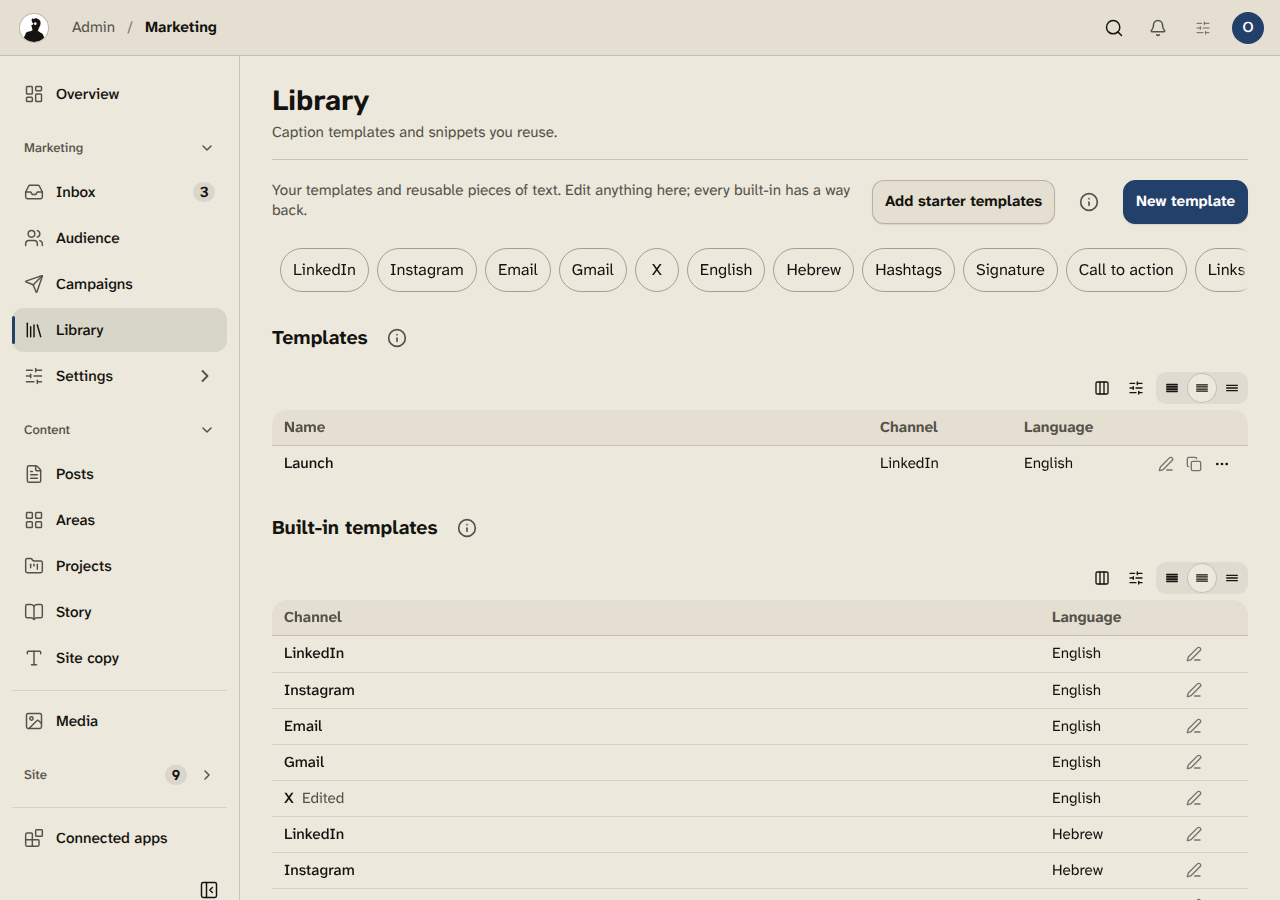 Admin / Marketing
O
Overview
Marketing
Inbox 3
Audience
Campaigns
Library
Settings
Content
Posts
Areas
Projects
Story
Site copy
Media
Site 9
Connected apps
Library
Caption templates and snippets you reuse.
Your templates and reusable pieces of text. Edit anything here; every built-in has a way
back.
Add starter templates
New template
LinkedIn Instagram Email Gmail X English Hebrew Hashtags Signature Call to action Links
Templates
Name Channel Language
Launch LinkedIn English
Built-in templates
Channel Language
LinkedIn English
Instagram English
Email English
Gmail English
X Edited English
LinkedIn Hebrew
Instagram Hebrew